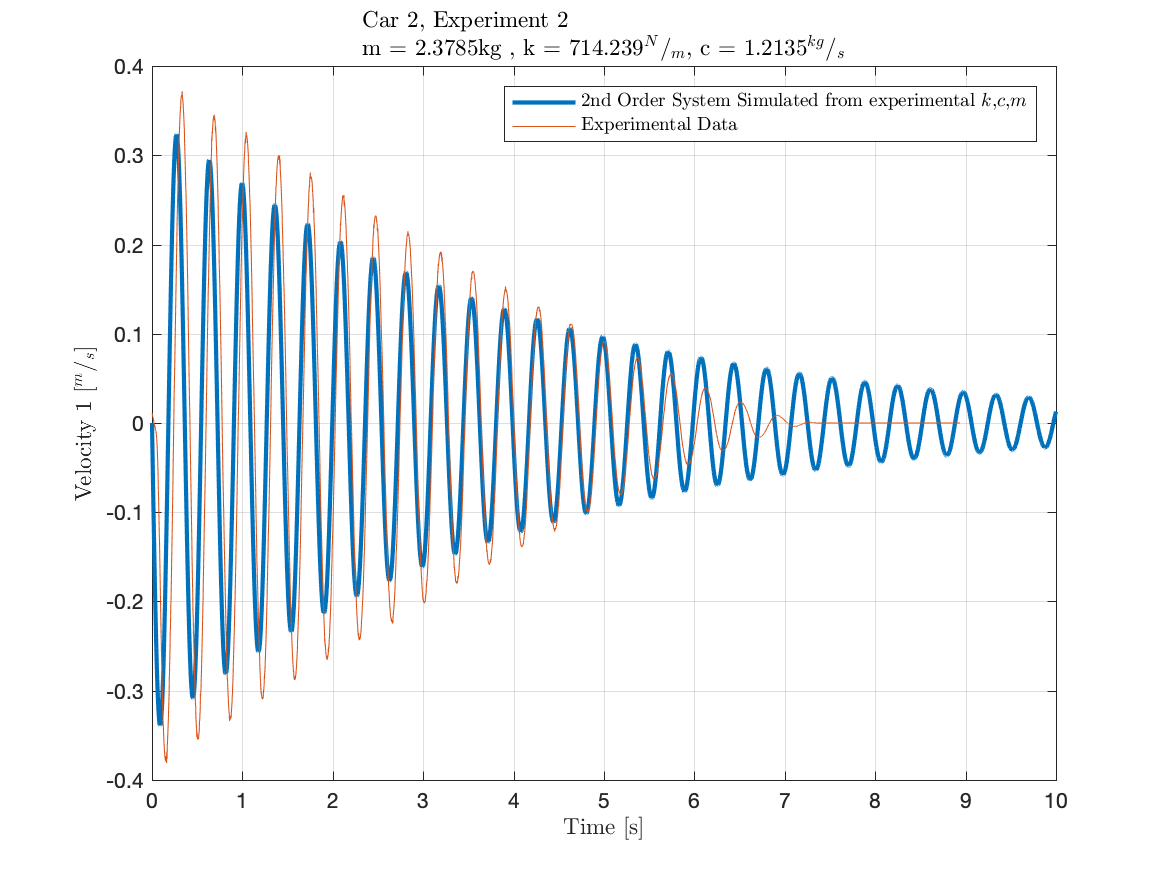 Car 2, Experiment 2
m = 2.3785kg , k = 714.239N/m, c = 1.2135kg/s
2nd Order System Simulated from experimental k,c,m
Experimental Data
Velocity 1 [m/s]
0.4
0.3
0.2
0.1
0
-0.1
-0.2
-0.3
-0.4
0 1 2 3 4 5 6 7 8 9 10
Time [s]